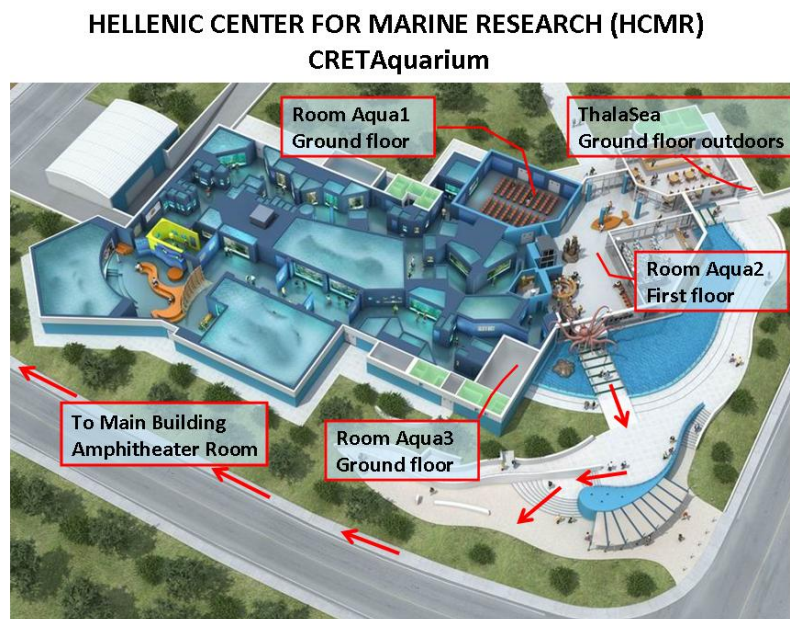 HELLENIC CENTER FOR MARINE RESEARCH (HCMR)
CRETAquarium
Room Aqua1
Ground floor
ThalaSea
Ground floor outdoors
Room Aqua2
First floor
To Main Building
Amphitheater Room
Room Aqua3
Ground floor